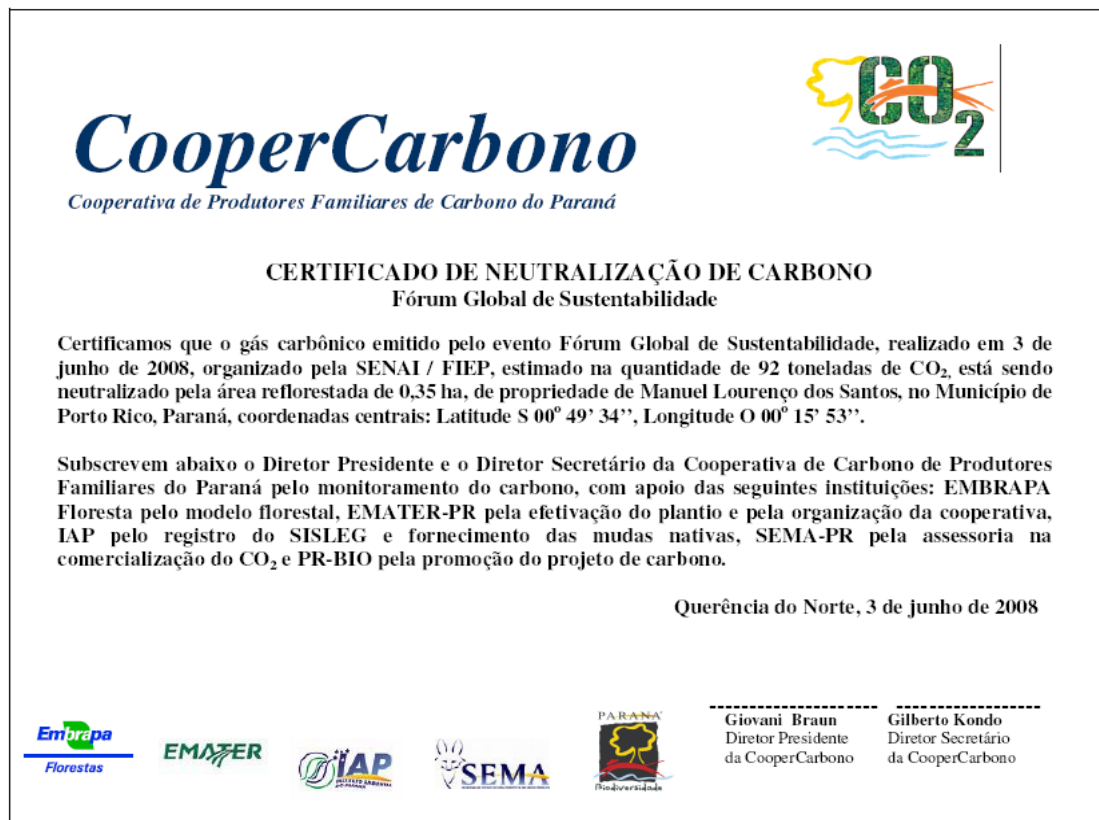 CO2
CooperCarbono
Cooperativa de Produtores Familiares de Carbono do Paraná
CERTIFICADO DE NEUTRALIZAÇÃO DE CARBONO
Fórum Global de Sustentabilidade
Certificamos que o gás carbônico emitido pelo evento Fórum Global de Sustentabilidade, realizado em 3 de
junho de 2008, organizado pela SENAI / FIEP, estimado na quantidade de 92 toneladas de CO2, está sendo
neutralizado pela área reflorestada de 0,35 ha, de propriedade de Manuel Lourenço dos Santos, no Município de
Porto Rico, Paraná, coordenadas centrais: Latitude S 00º 49' 34'', Longitude O 00º 15' 53''.
Subscrevem abaixo o Diretor Presidente e o Diretor Secretário da Cooperativa de Carbono de Produtores
Familiares do Paraná pelo monitoramento do carbono, com apoio das seguintes instituições: EMBRAPA
Floresta pelo modelo florestal, EMATER-PR pela efetivação do plantio e pela organização da cooperativa,
IAP pelo registro do SISLEG e fornecimento das mudas nativas, SEMA-PR pela assessoria na
comercialização do CO2 e PR-BIO pela promoção do projeto de carbono.
Querência do Norte, 3 de junho de 2008
Embrapa
Florestas
EMATER
IAP
INSTITUTO AMBIENTAL
DO PARANÁ
SEMA
PARANÁ
Biodiversidade
Giovani Braun
Diretor Presidente
da CooperCarbono
Gilberto Kondo
Diretor Secretário
da CooperCarbono